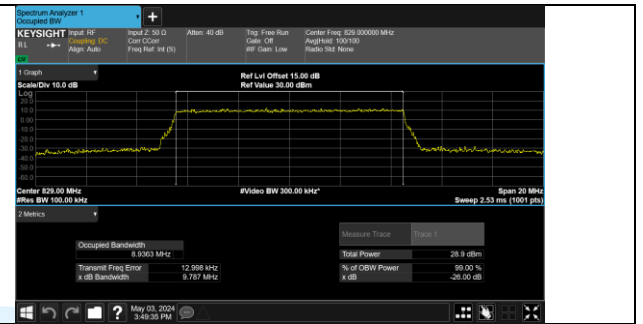 Spectrum Analyzer 1
Occupied BW
KEYSIGHT Input: RF Input Z: 50 Ω Atten: 40 dB Trig: Free Run Center Freq: 829.000000 MHz
RL Coupling: DC Corr CCorr Gate: Off Avg|Hold: 100/100
Align: Auto Freq Ref: Int (S) #IF Gain: Low Radio Std: None
1 Graph
Ref Lvl Offset 15.00 dB
Scale/Div 10.0 dB Ref Value 30.00 dBm
Log
20.0
10.0
0.00
-10.0
-20.0
-30.0
-40.0
-50.0
-60.0
Center 829.00 MHz #Video BW 300.00 kHz* Span 20 MHz
#Res BW 100.00 kHz Sweep 2.53 ms (1001 pts)
2 Metrics
Measure Trace Trace 1
Occupied Bandwidth
8.9363 MHz Total Power 28.9 dBm
Transmit Freq Error 12.998 kHz % of OBW Power 99.00 %
x dB Bandwidth 9.787 MHz x dB -26.00 dB
? May 03, 2024
3:49:35 PM